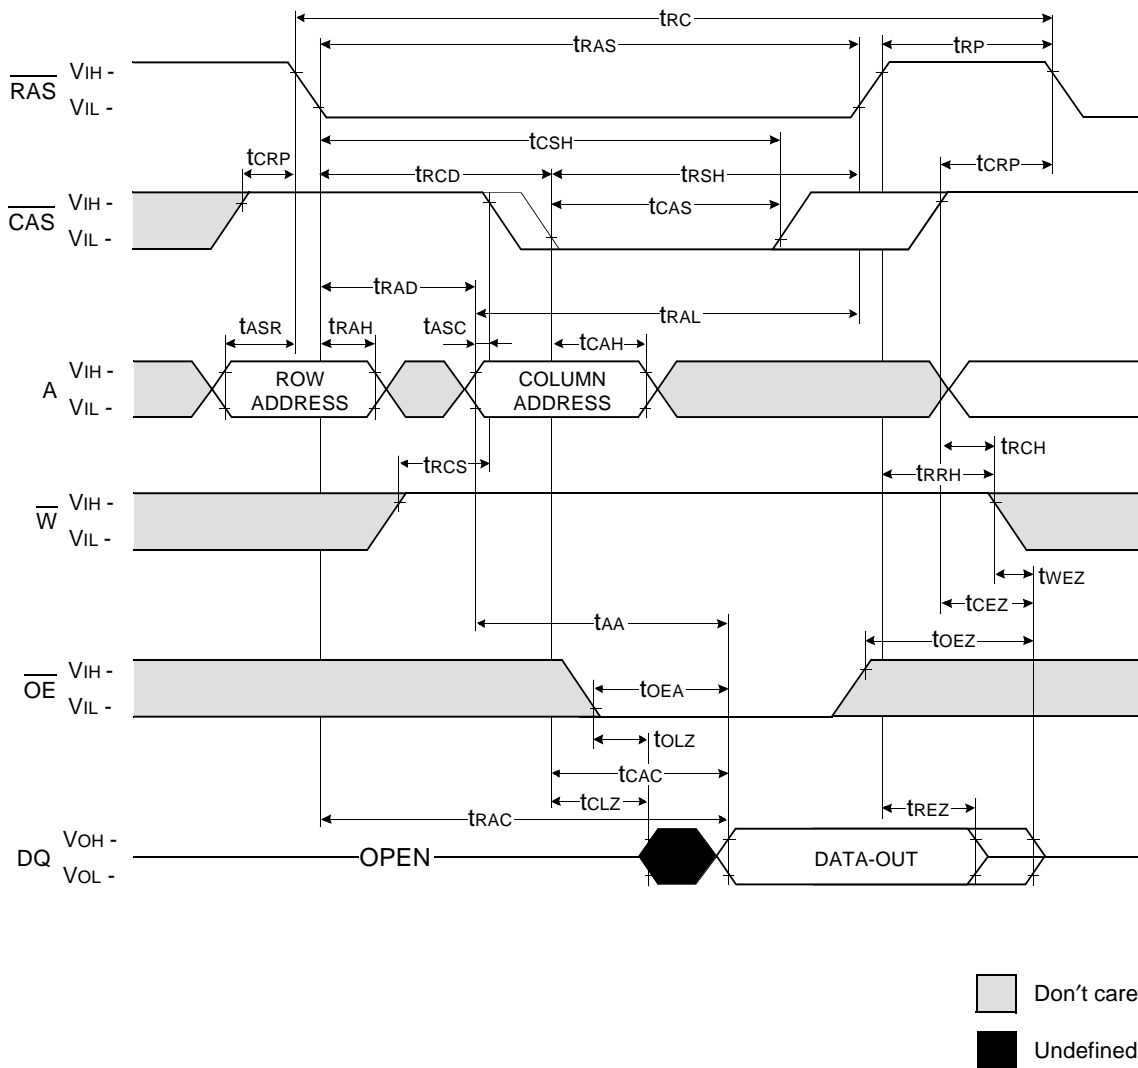 tRC
tRAS
tRP
RAS
VIH -
VIL -
tCSH
tCRP
tRCD
tRSH
tCRP
CAS
VIH -
VIL -
tCAS
tRAD
tRAL
tASR
tRAH
tASC
tCAH
A
VIH -
VIL -
ROW
ADDRESS
COLUMN
ADDRESS
tRCH
tRCS
tRRH
W
VIH -
VIL -
tWEZ
tCEZ
tAA
tOEZ
OE
VIH -
VIL -
tOEA
tOLZ
tCAC
tCLZ
tREZ
tRAC
DQ
VOH -
VOL -
OPEN
DATA-OUT
Don′t care
Undefined